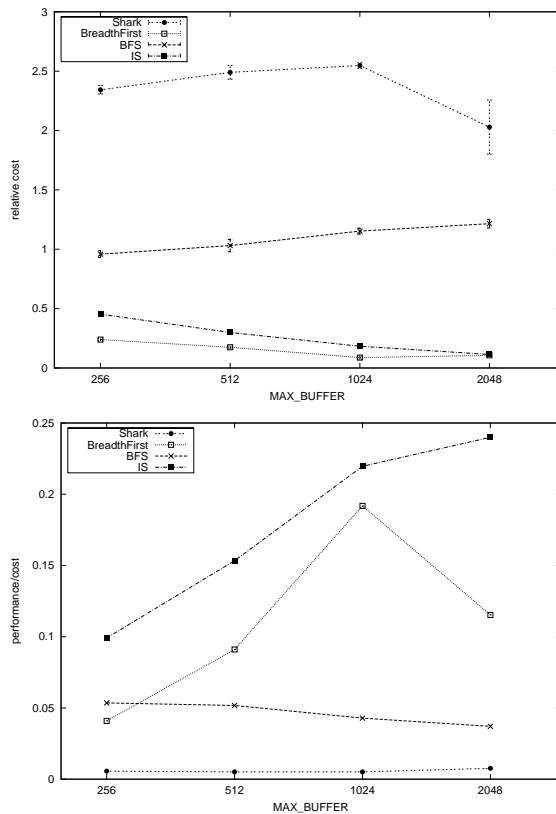 3
2.5
2
1.5
1
0.5
0
relative cost
Shark
BreadthFirst
BFS
IS
256
512
1024
2048
MAX_BUFFER
0.25
0.2
0.15
0.1
0.05
0
performance/cost
Shark
BreadthFirst
BFS
IS
256
512
1024
2048
MAX_BUFFER